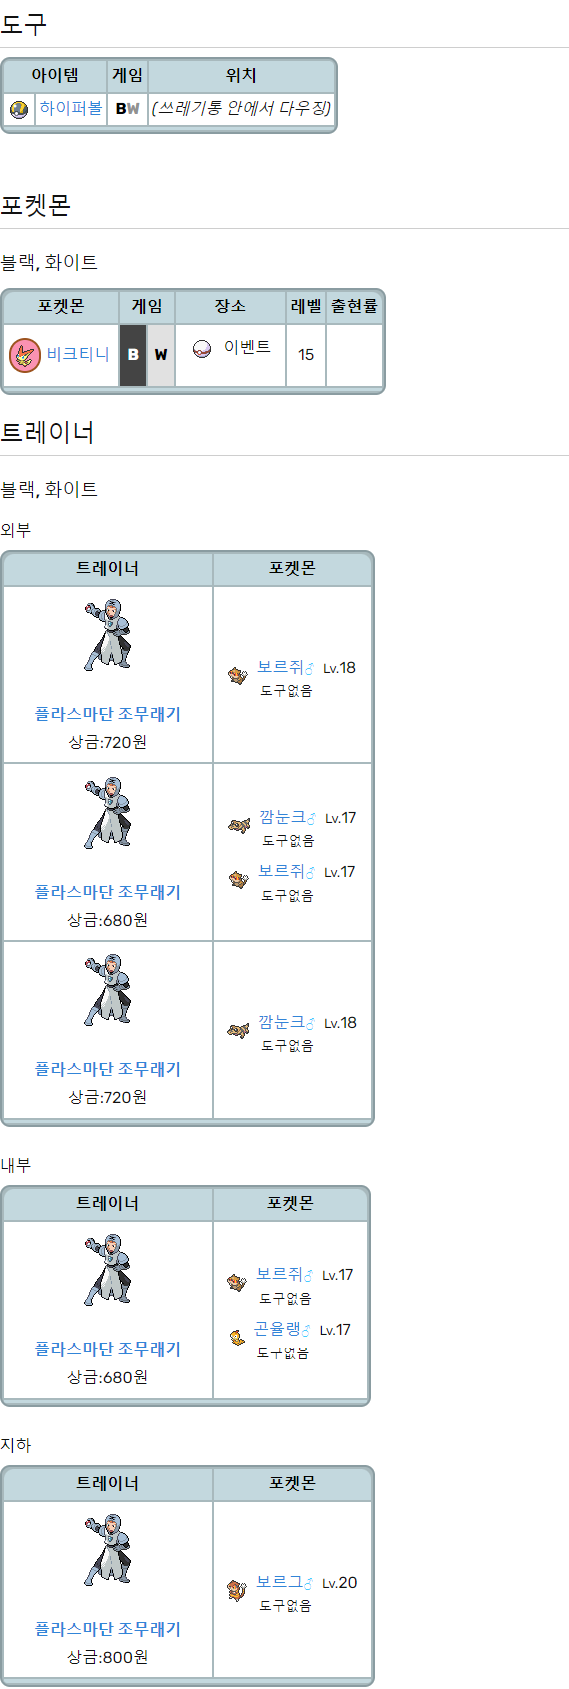 도구
아이템 게임 위치
하이퍼볼 BW (쓰레기통 안에서 다우징)
포켓몬
블랙, 화이트
포켓몬 게임 장소 레벨 출현률
비크티니 B W 이벤트 15
트레이너
블랙, 화이트
외부
트레이너 포켓몬
보르쥐♂ Lv.18
도구없음
플라스마단 조무래기
상금:720원
깜눈크♂ Lv.17
도구없음
보르쥐♂ Lv.17
도구없음
플라스마단 조무래기
상금:680원
깜눈크♂ Lv.18
도구없음
플라스마단 조무래기
상금:720원
내부
트레이너 포켓몬
보르쥐♂ Lv.17
도구없음
곤율랭♂ Lv.17
도구없음
플라스마단 조무래기
상금:680원
지하
트레이너 포켓몬
보르그♂ Lv.20
도구없음
플라스마단 조무래기
상금:800원